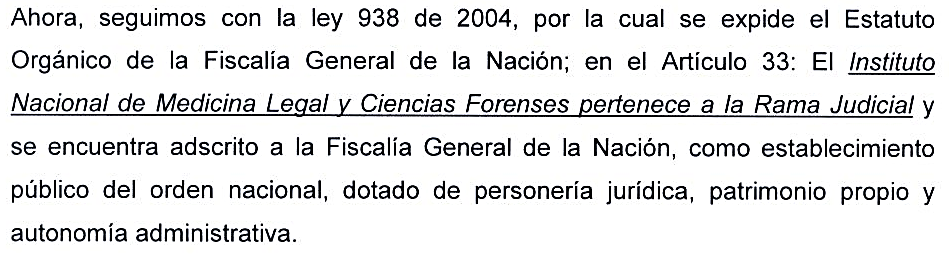 Ahora, seguimos con la ley 938 de 2004, por la cual se expide el Estatuto
Orgánico de la Fiscalía General de la Nación; en el Artículo 33: El Instituto
Nacional de Medicina Legal y Ciencias Forenses pertenece a la Rama Judicial y
se encuentra adscrito a la Fiscalía General de la Nación, como establecimiento
público del orden nacional, dotado de personería jurídica, patrimonio propio y
autonomía administrativa.